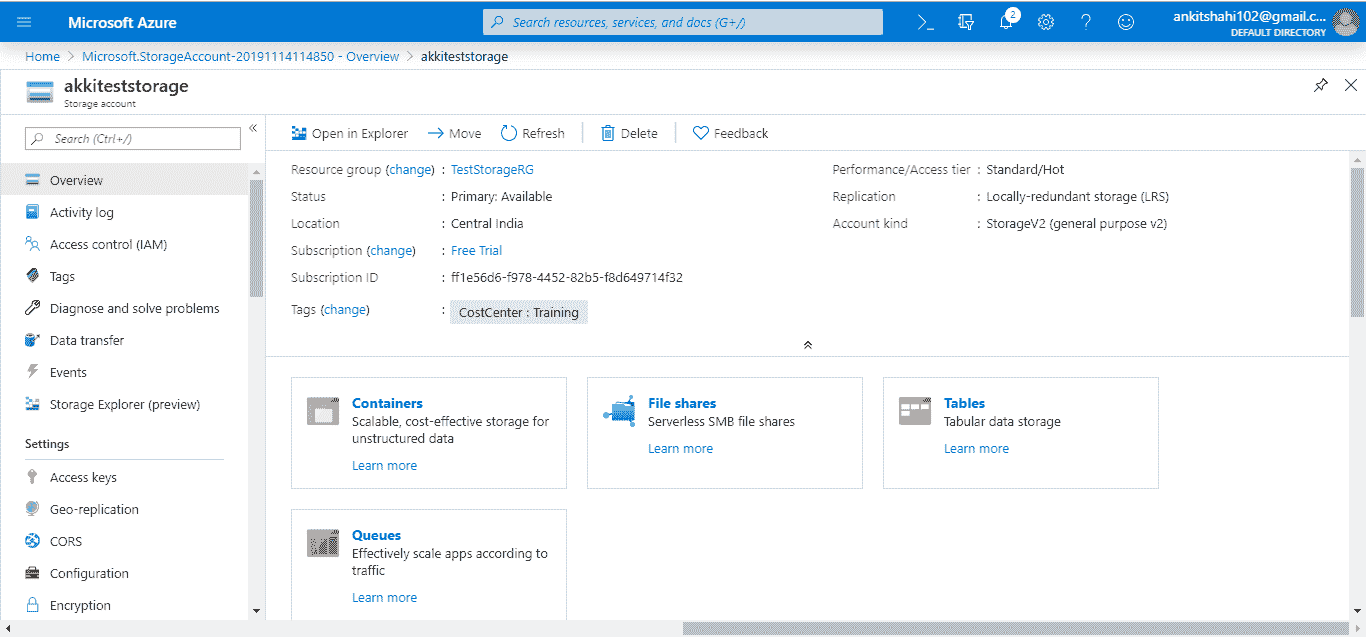 Microsoft Azure
Search resources, services, and docs (G+/)
2
ankitshahi102@gmail.c...
DEFAULT DIRECTORY
Home > Microsoft.StorageAccount-20191114114850 - Overview > akkiteststorage
akkiteststorage
Storage account
Search (Ctrl+/)
«
Overview
Activity log
Access control (IAM)
Tags
Diagnose and solve problems
Data transfer
Events
Storage Explorer (preview)
Settings
Access keys
Geo-replication
CORS
Configuration
Encryption
Open in Explorer Move Refresh Delete Feedback
Resource group (change) : TestStorageRG
Status : Primary: Available
Location : Central India
Subscription (change) : Free Trial
Subscription ID : ff1e56d6-f978-4452-82b5-f8d649714f32
Tags (change) : CostCenter : Training
Performance/Access tier : Standard/Hot
Replication : Locally-redundant storage (LRS)
Account kind : StorageV2 (general purpose v2)
Containers
Scalable, cost-effective storage for
unstructured data
Learn more
File shares
Serverless SMB file shares
Learn more
Tables
Tabular data storage
Learn more
Queues
Effectively scale apps according to
traffic
Learn more